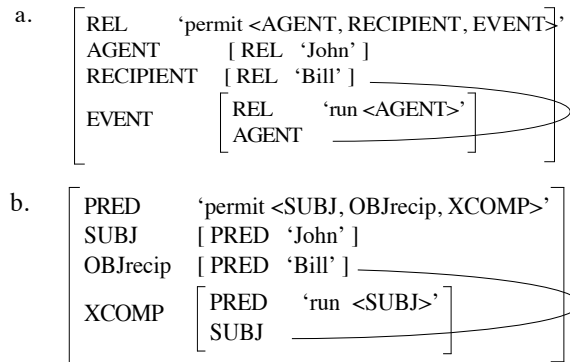 a.
REL ‘permit <AGENT, RECIPIENT, EVENT>’
AGENT [ REL ‘John’ ]
RECIPIENT [ REL ‘Bill’ ]
REL ‘run <AGENT>’
EVENT
AGENT
b.
PRED ‘permit <SUBJ, OBJrecip, XCOMP>’
SUBJ [ PRED ‘John’ ]
OBJrecip [ PRED ‘Bill’ ]
PRED ‘run <SUBJ>’
XCOMP
SUBJ